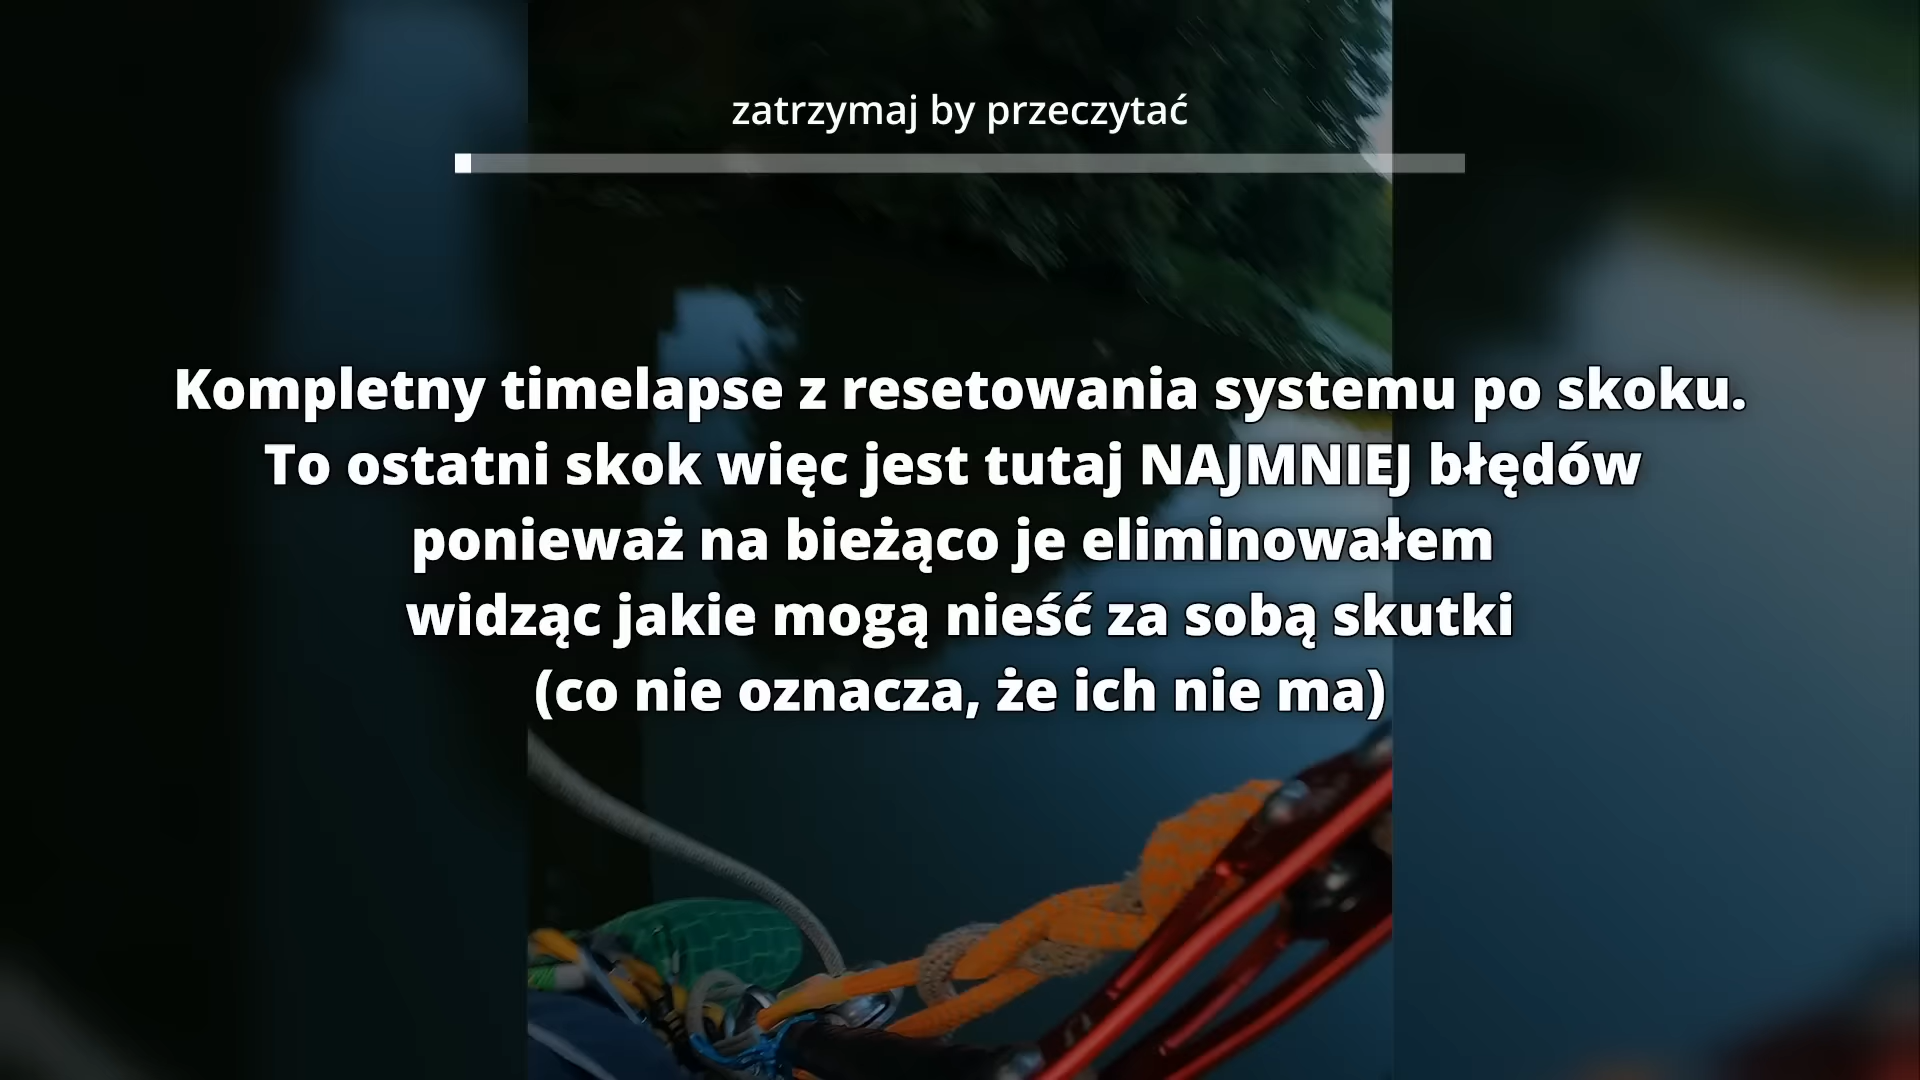 zatrzymaj by przeczytać
Kompletny timelapse z resetowania systemu po skoku.
To ostatni skok więc jest tutaj NAJMNIEJ błędów
ponieważ na bieżąco je eliminowałem
widząc jakie mogą nieść za sobą skutki
(co nie oznacza, że ich nie ma)